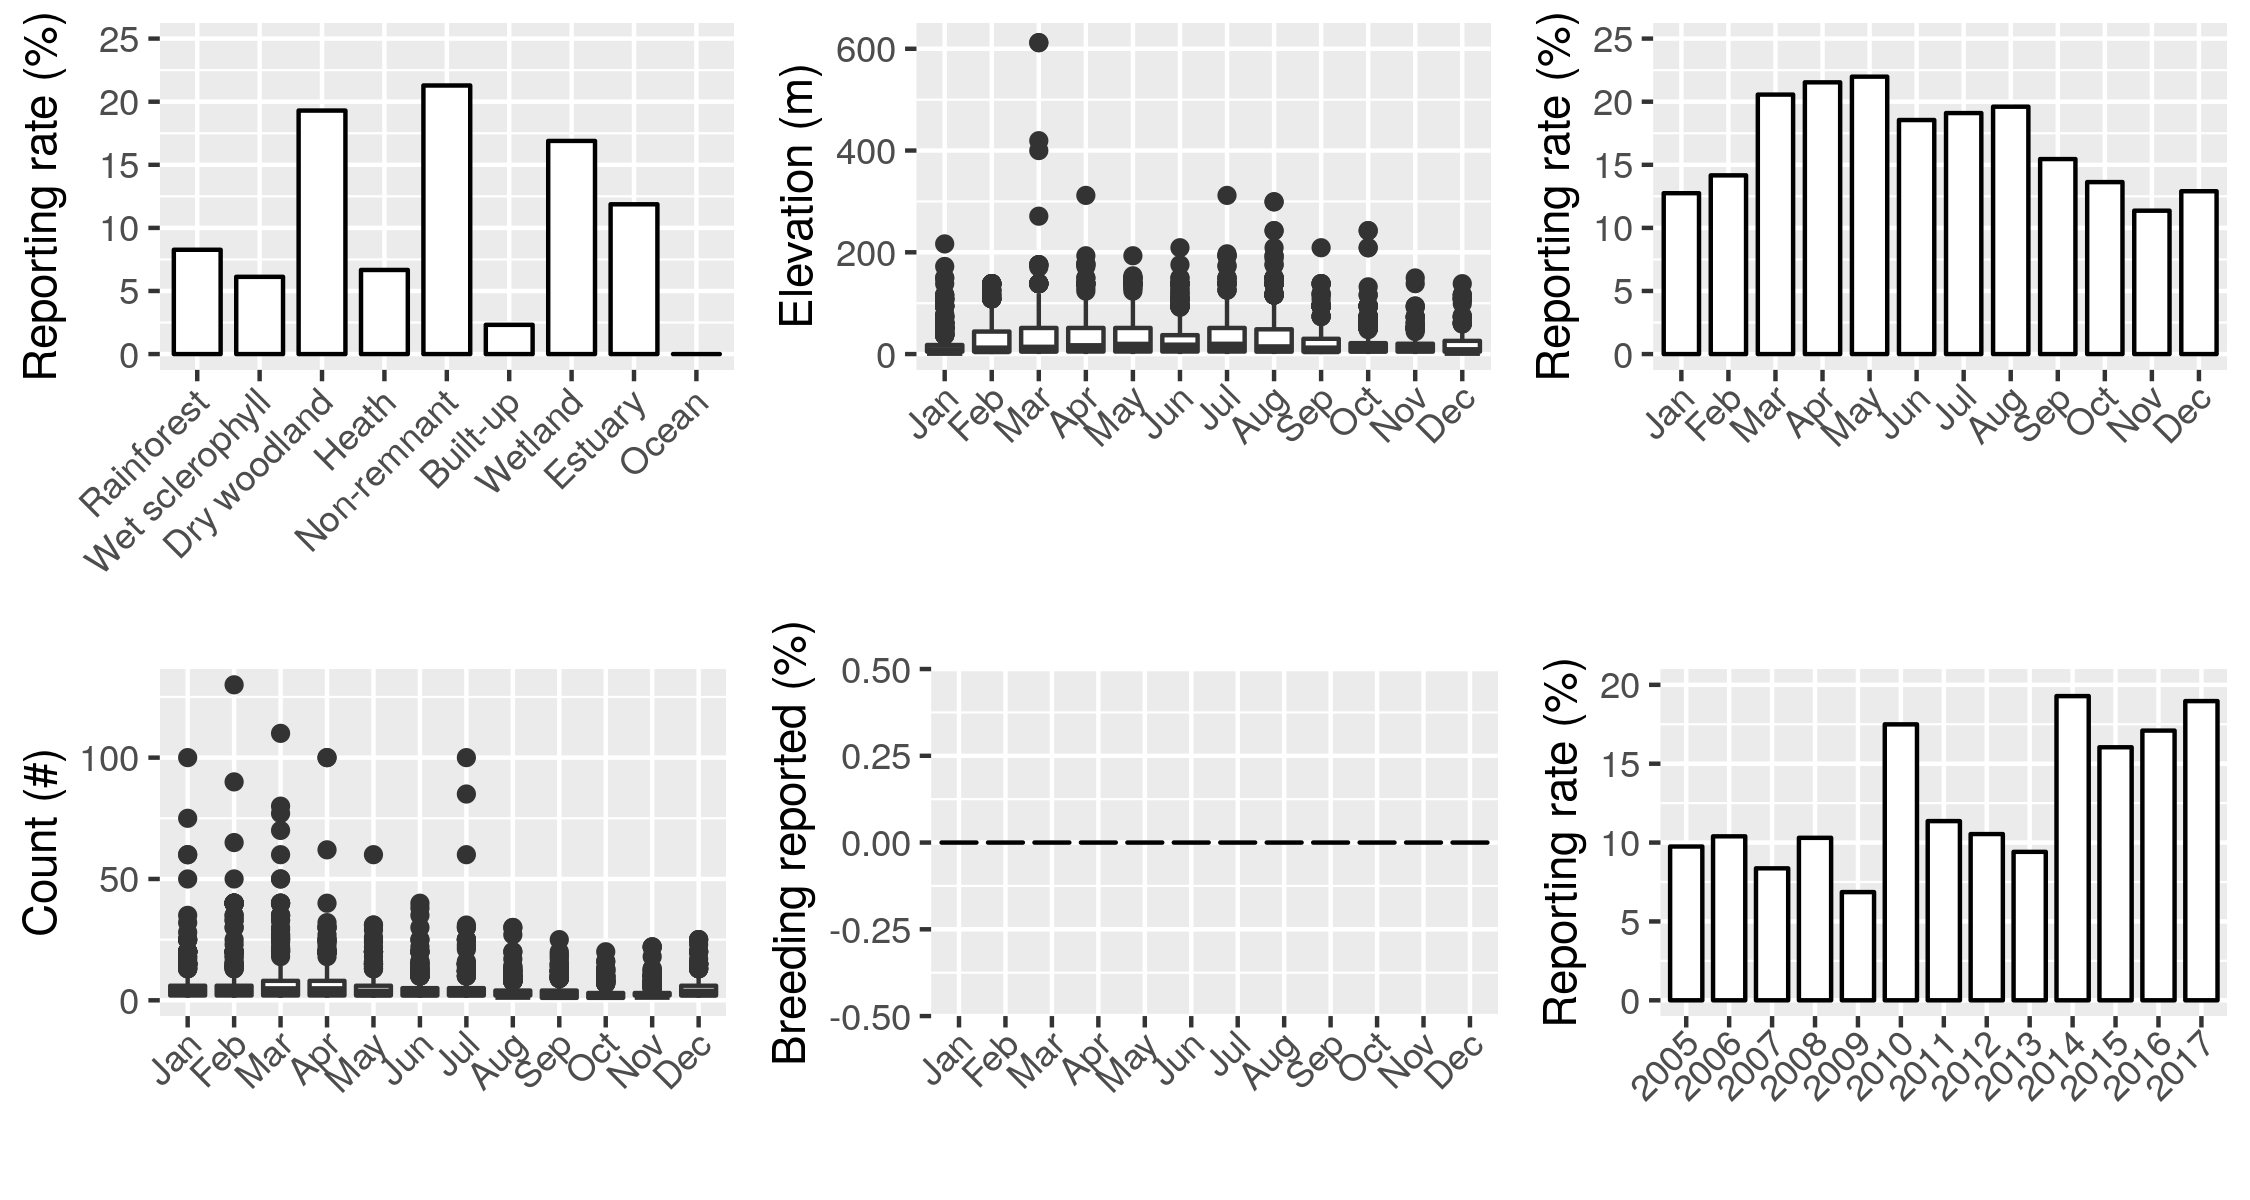 Reporting rate (%)
25
20
15
10
5
0
Rainforest
Wet sclerophyll
Dry woodland
Heath
Non-remnant
Built-up
Wetland
Estuary
Ocean
Elevation (m)
600
400
200
0
Jan
Feb
Mar
Apr
May
Jun
Jul
Aug
Sep
Oct
Nov
Dec
Reporting rate (%)
25
20
15
10
5
0
Jan
Feb
Mar
Apr
May
Jun
Jul
Aug
Sep
Oct
Nov
Dec
Count (#)
100
50
0
Jan
Feb
Mar
Apr
May
Jun
Jul
Aug
Sep
Oct
Nov
Dec
Breeding reported (%)
0.50
0.25
0.00
-0.25
-0.50
Jan
Feb
Mar
Apr
May
Jun
Jul
Aug
Sep
Oct
Nov
Dec
Reporting rate (%)
20
15
10
5
0
2005
2006
2007
2008
2009
2010
2011
2012
2013
2014
2015
2016
2017